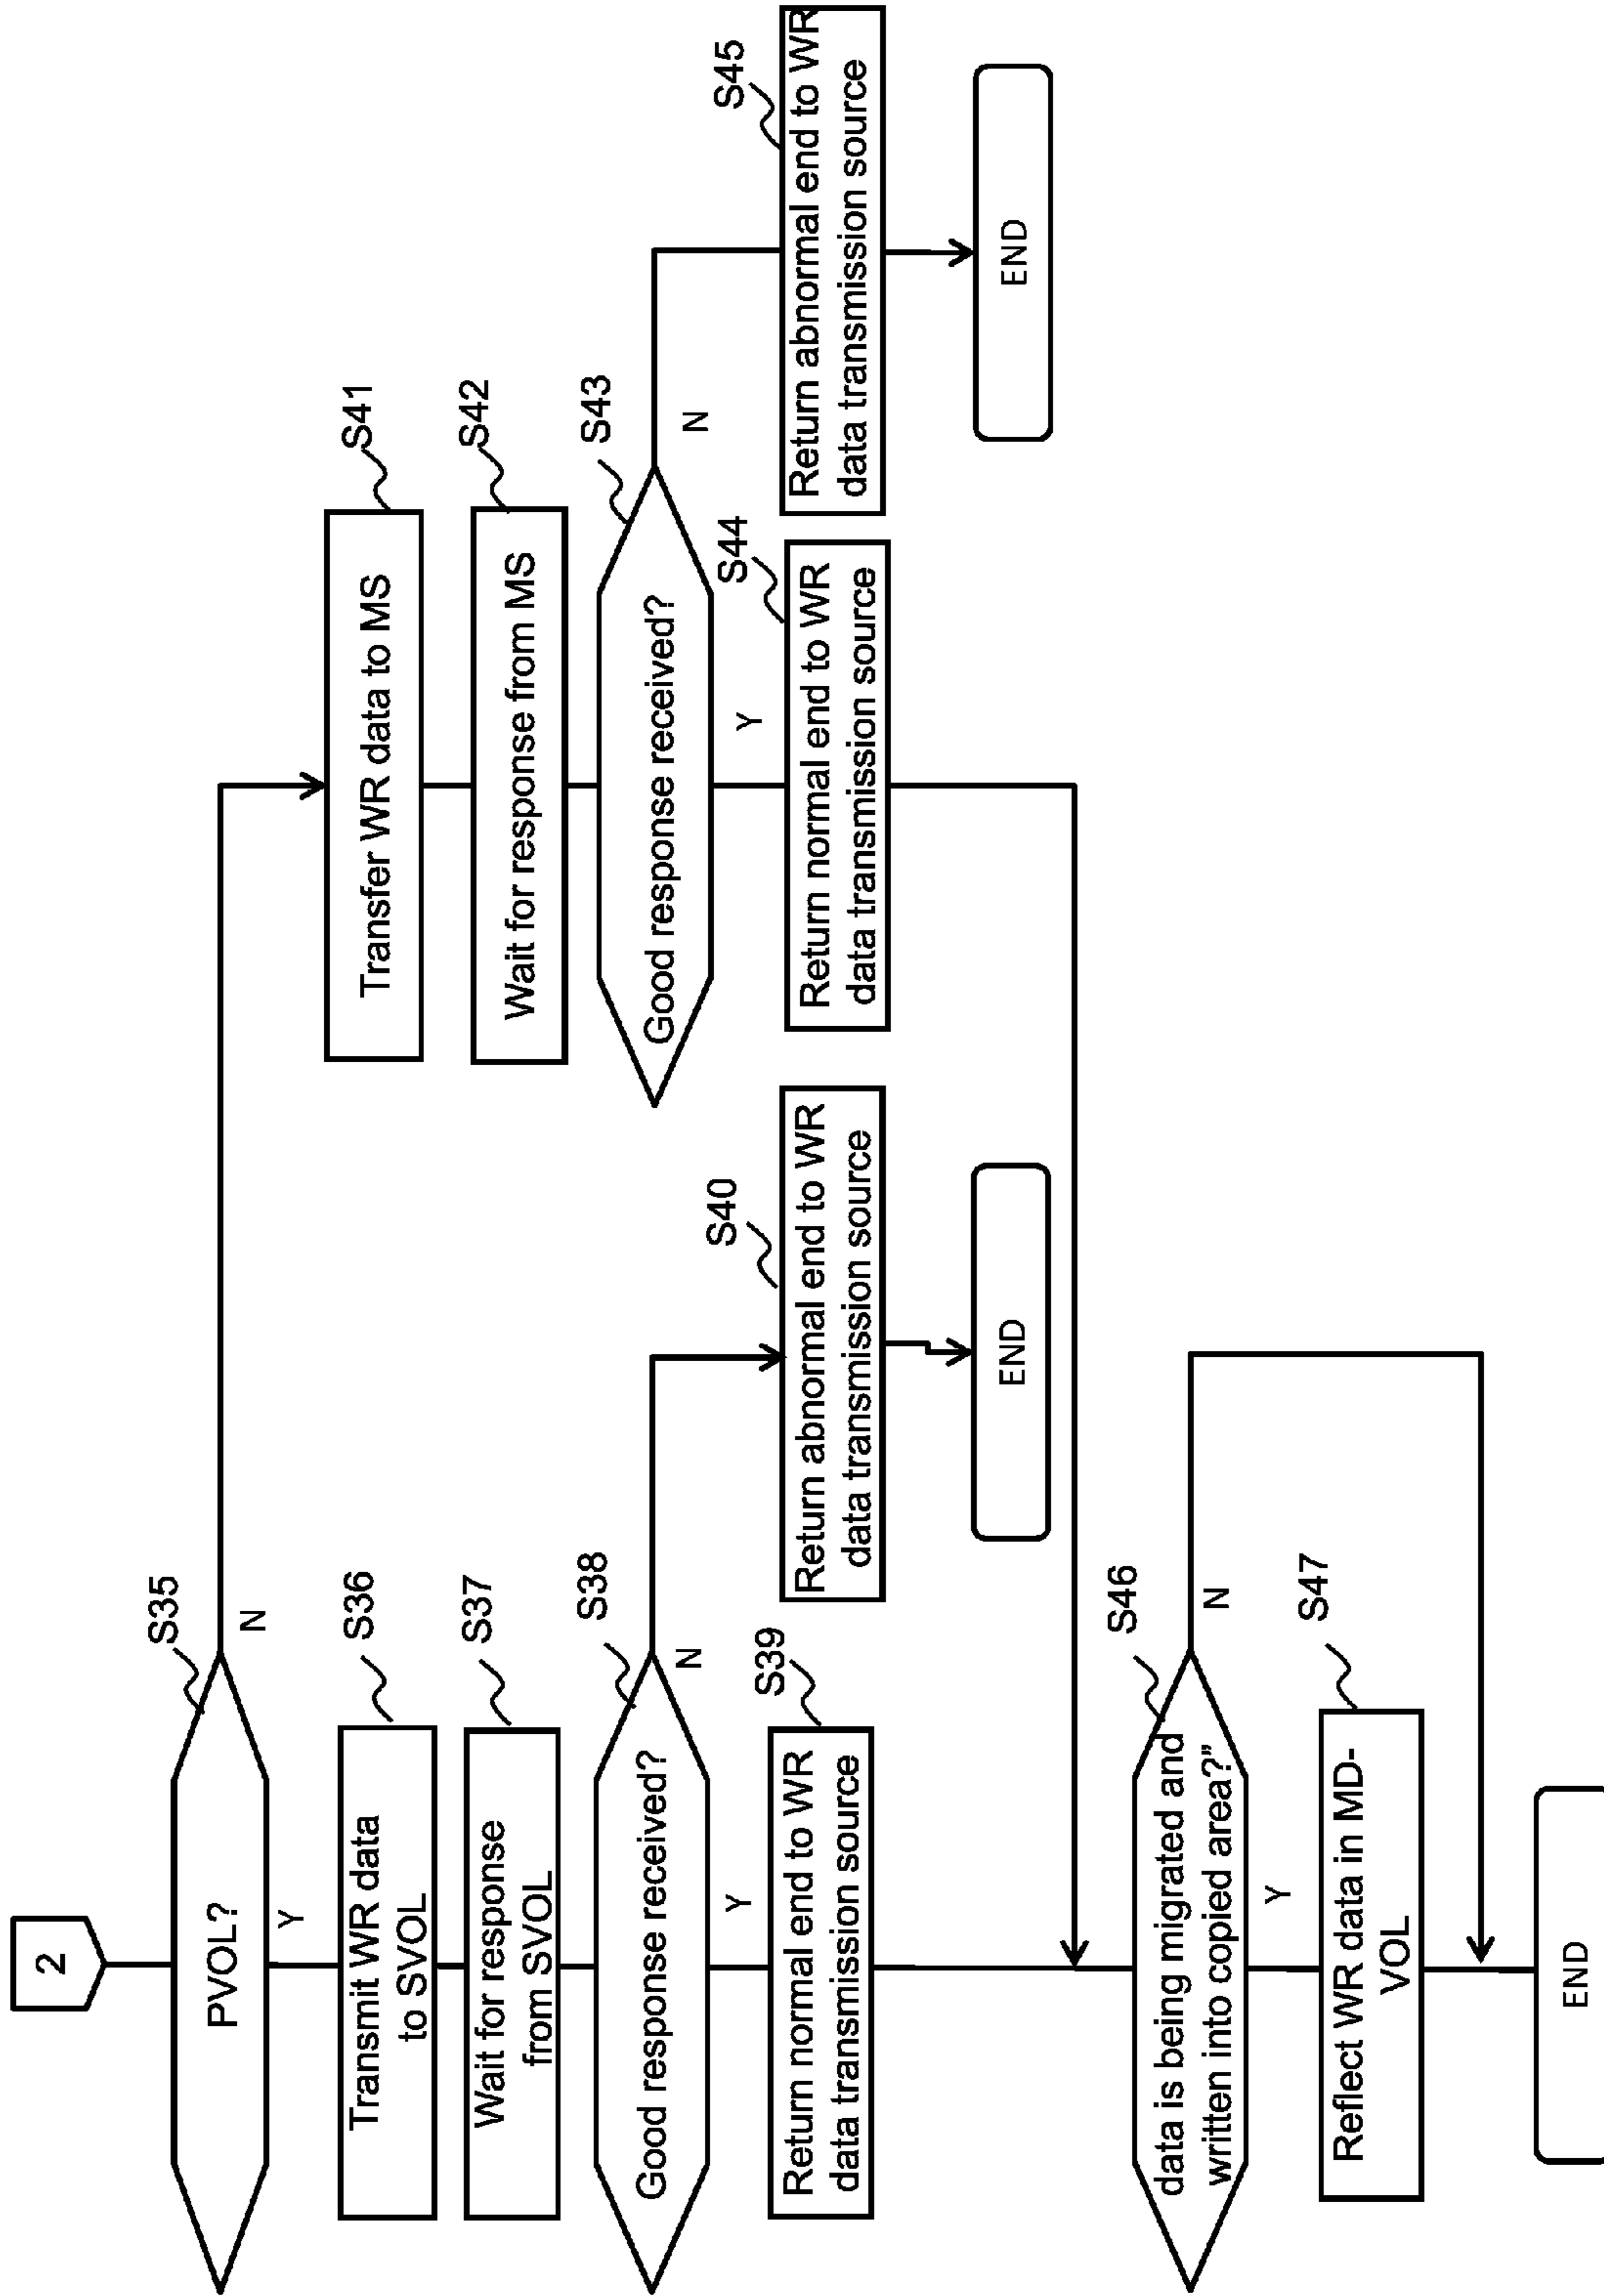 2
S35
PVOL?
N
Y
S36
Transmit WR data
to SVOL
S37
Wait for response
from SVOL
S38
Good response received?
N
Y
S39
Return normal end to WR
data transmission source
S40
Return abnormal end to WR
data transmission source
END
S41
Transfer WR data to MS
S42
Wait for response from MS
S43
Good response received?
N
Y
S44
Return normal end to WR
data transmission source
S45
Return abnormal end to WR
data transmission source
END
S46
data is being migrated and
written into copied area?”
N
Y
S47
Reflect WR data in MD-
VOL
END